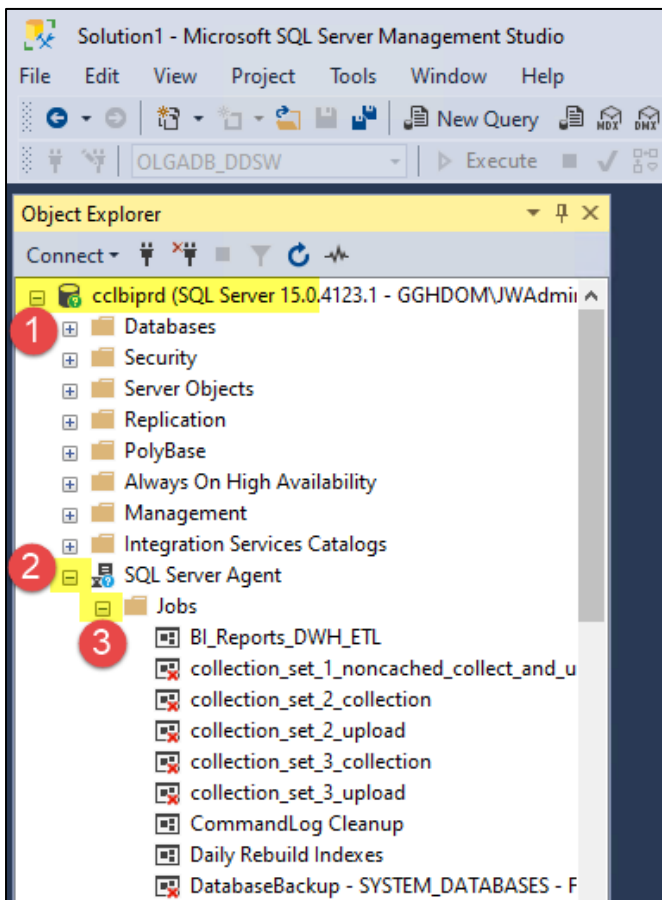 Solution1 - Microsoft SQL Server Management Studio
File Edit View Project Tools Window Help
New Query MDX DMX
OLGADB_DDSW Execute
Object Explorer
Connect
cclbiprd (SQL Server 15.0.4123.1 - GGHDOM\JWAdmi
1 Databases
Security
Server Objects
Replication
PolyBase
Always On High Availability
Management
Integration Services Catalogs
2 SQL Server Agent
Jobs
3 BI_Reports_DWH_ETL
collection_set_1_noncached_collect_and_u
collection_set_2_collection
collection_set_2_upload
collection_set_3_collection
collection_set_3_upload
CommandLog Cleanup
Daily Rebuild Indexes
DatabaseBackup - SYSTEM_DATABASES - F